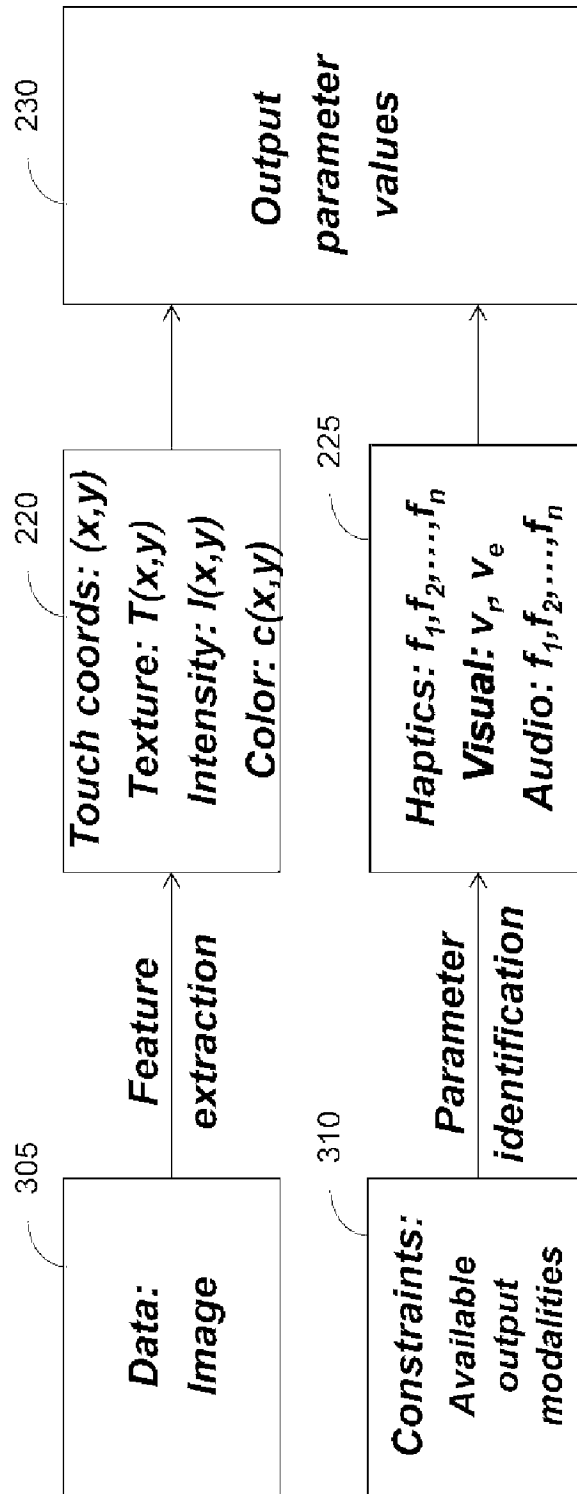 305
Data:
Image
Feature
extraction
220
Touch coords: (x,y)
Texture: T(x,y)
Intensity: I(x,y)
Color: c(x,y)
230
Output
parameter
values
310
Constraints:
Available
output
modalities
Parameter
identification
225
Haptics: f₁,f₂,...,fₙ
Visual: vᵣ, vₑ
Audio: f₁,f₂,...,fₙ